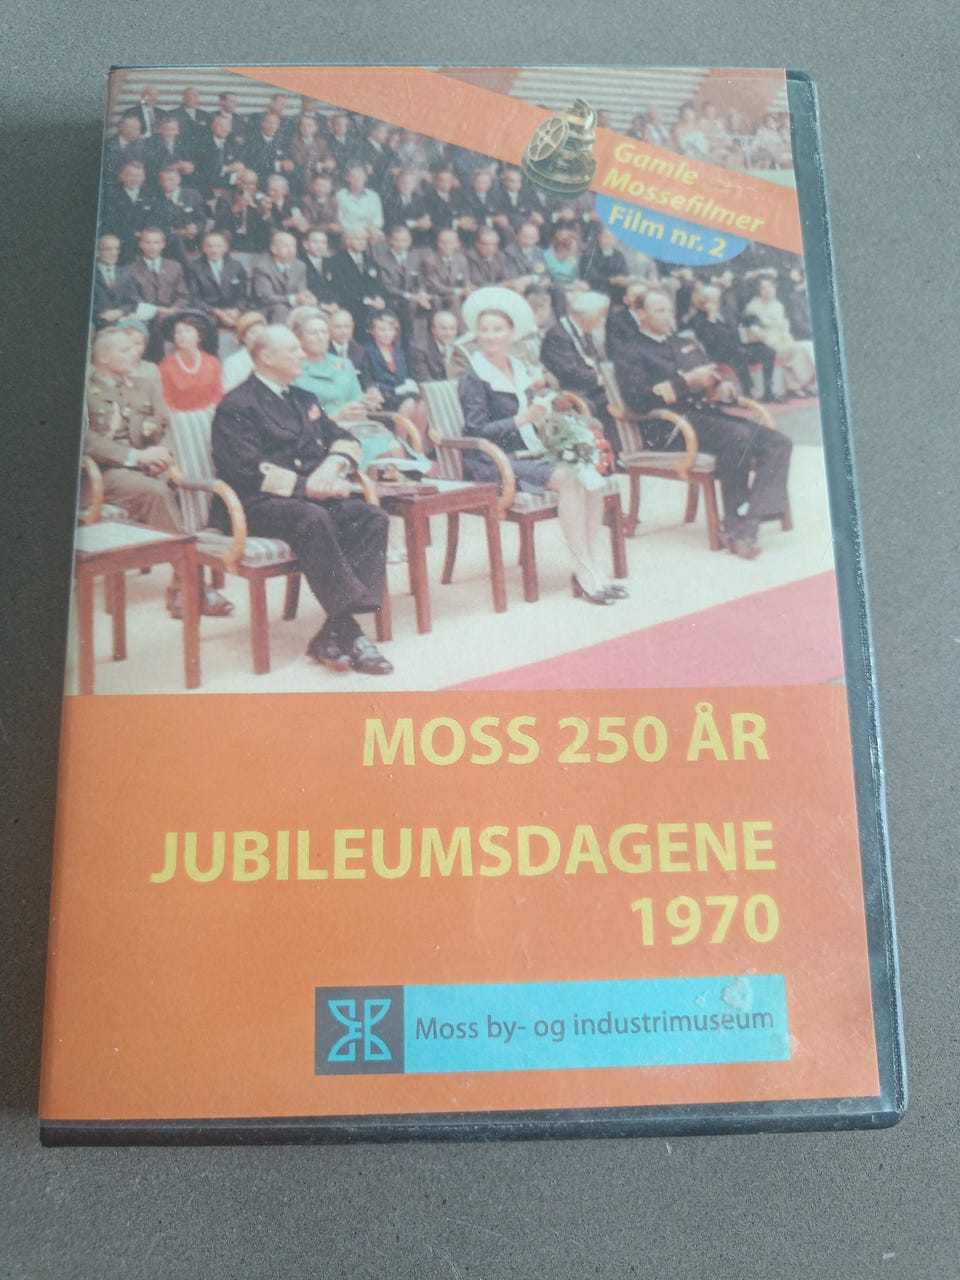 Gamle
Mossefilmer
Film nr. 2
MOSS 250 ÅR
JUBILEUMSDAGENE
1970
Moss by- og industrimuseum